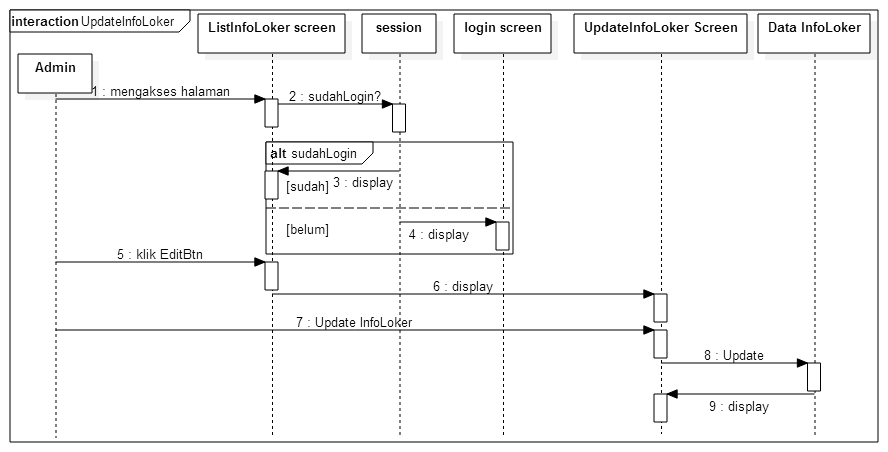 interaction UpdateInfoLoker
ListInfoLoker screen
session
login screen
UpdateInfoLoker Screen
Data InfoLoker
Admin
1 : mengakses halaman
2 : sudahLogin?
alt sudahLogin
3 : display
[sudah]
[belum]
4 : display
5 : klik EditBtn
6 : display
7 : Update InfoLoker
8 : Update
9 : display